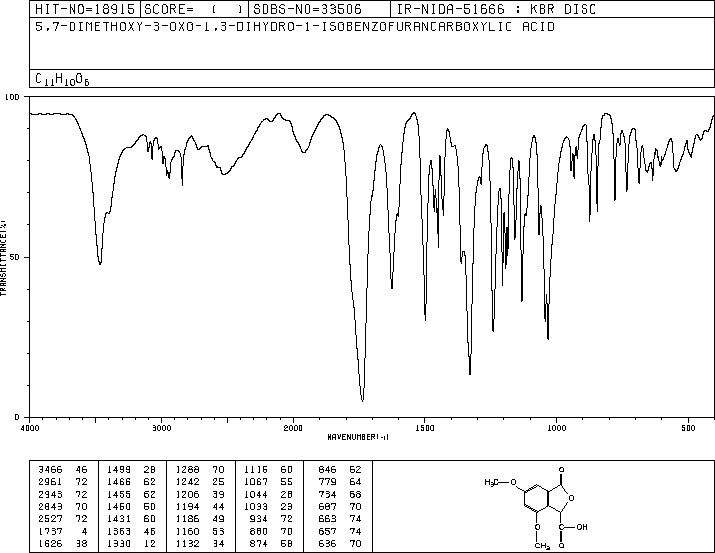 HIT-NO=18915 SCORE= ( ) SDBS-NO=33506 IR-NIDA-51666 : KBR DISC
5,7-DIMETHOXY-3-OXO-1,3-DIHYDRO-1-ISOBENZOFURANCARBOXYLIC ACID
C11H10O6
100
50
0
TRANSMITTANCE(%)
4000 3000 2000 1500 1000 500
WAVENUMBER(-1)
3466 46 1499 28 1288 70 1115 60 846 62
2961 72 1466 62 1242 25 1067 55 779 64
2943 72 1455 62 1206 39 1044 28 734 68
2843 70 1450 50 1194 44 1033 23 687 70
2527 72 1431 60 1186 49 934 72 663 74
1737 4 1363 46 1160 53 880 70 657 74
1626 38 1330 12 1132 34 874 58 636 70
O
H3C O O
O C OH
CH3 O